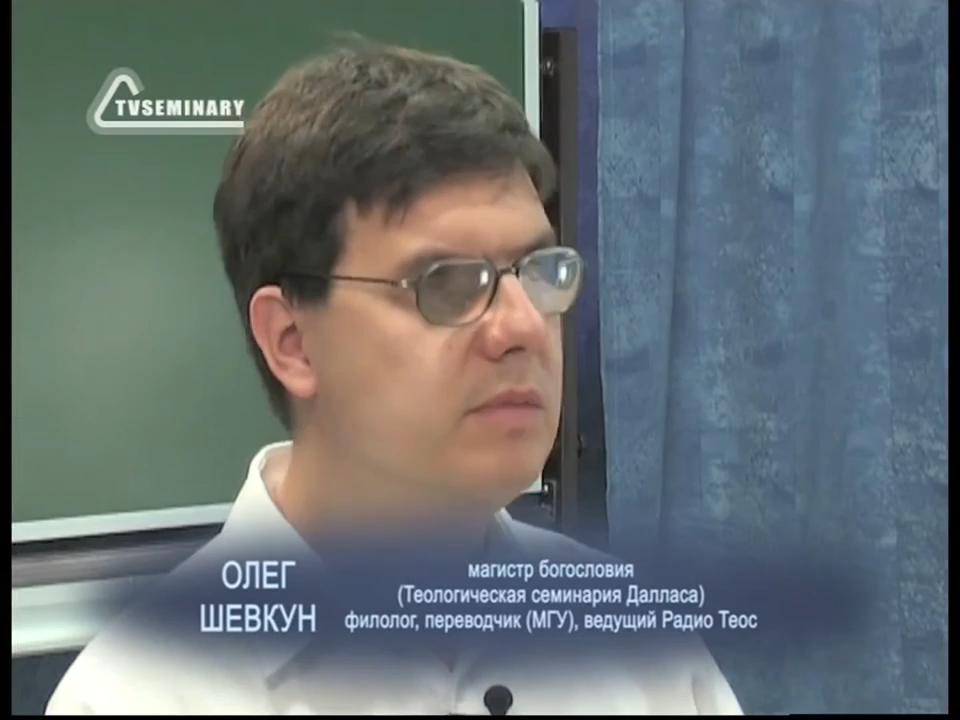 TVSEMINARY
ОЛЕГ
ШЕВКУН
магистр богословия
(Теологическая семинария Далласа)
филолог, переводчик (МГУ), ведущий Радио Теос